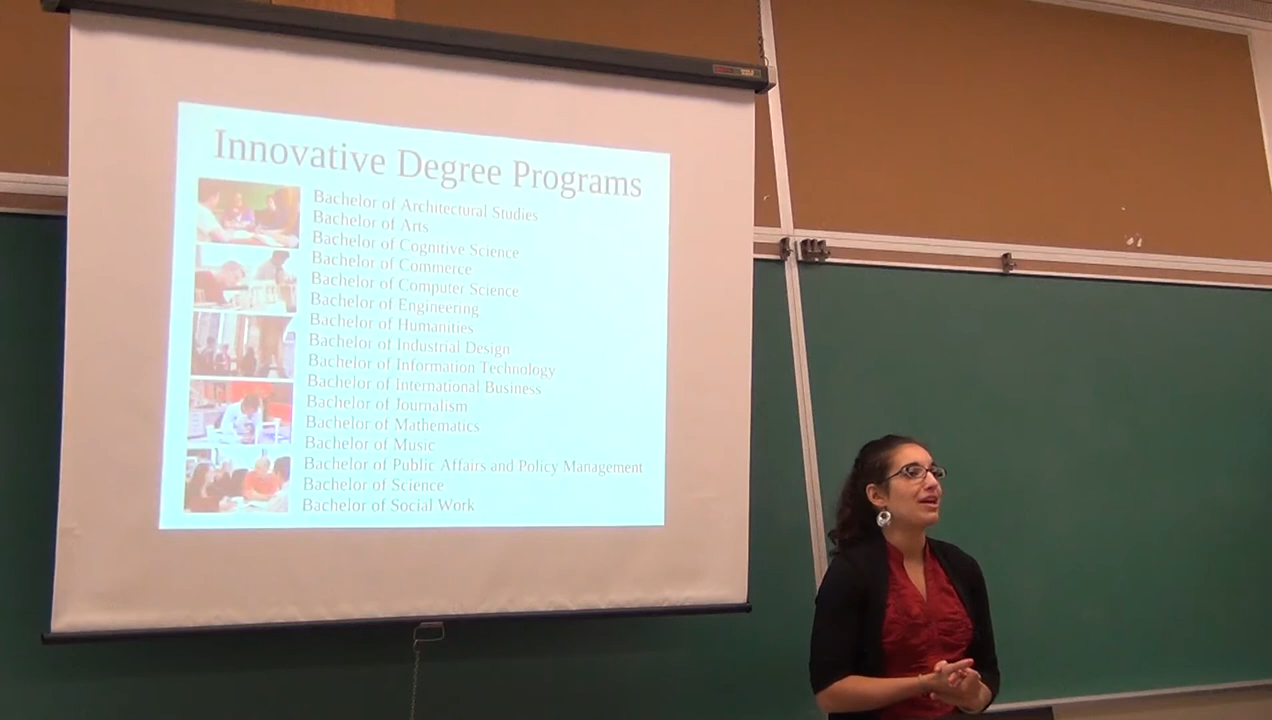 Innovative Degree Programs
Bachelor of Architectural Studies
Bachelor of Arts
Bachelor of Cognitive Science
Bachelor of Commerce
Bachelor of Computer Science
Bachelor of Engineering
Bachelor of Humanities
Bachelor of Industrial Design
Bachelor of Information Technology
Bachelor of International Business
Bachelor of Journalism
Bachelor of Mathematics
Bachelor of Music
Bachelor of Public Affairs and Policy Management
Bachelor of Science
Bachelor of Social Work